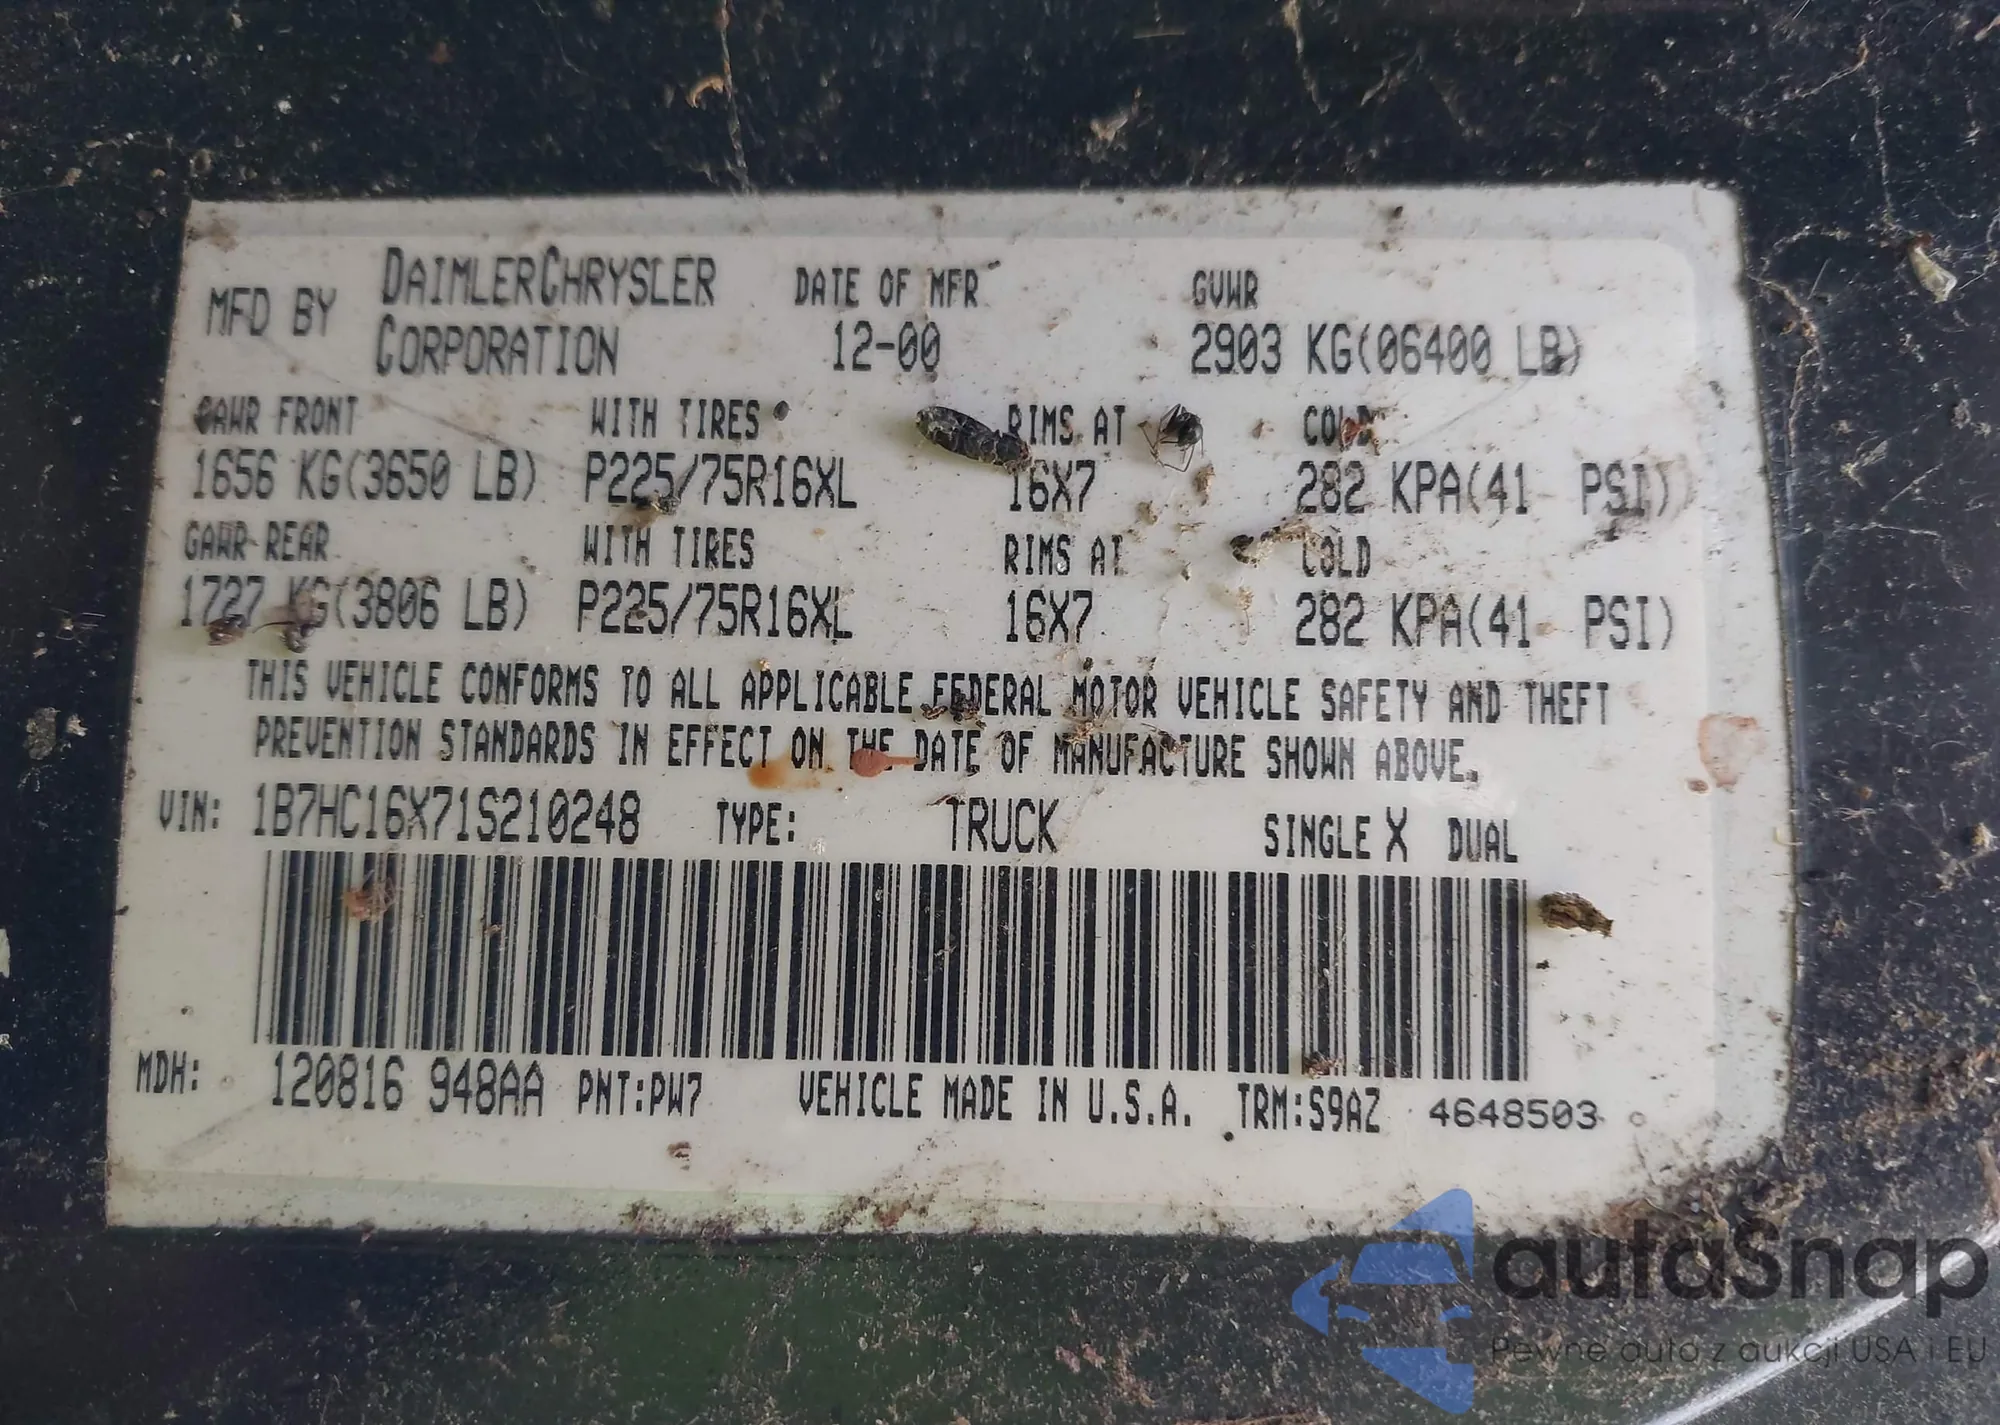 MFD BY DAIMLERCHRYSLER CORPORATION DATE OF MFR 12-00 GVWR 2903 KG(06400 LB)
GAWR FRONT WITH TIRES RIMS AT COLD
1656 KG(3650 LB) P225/75R16XL 16X7 282 KPA(41 PSI)
GAWR REAR WITH TIRES RIMS AT COLD
1727 KG(3806 LB) P225/75R16XL 16X7 282 KPA(41 PSI)
THIS VEHICLE CONFORMS TO ALL APPLICABLE FEDERAL MOTOR VEHICLE SAFETY AND THEFT
PREVENTION STANDARDS IN EFFECT ON THE DATE OF MANUFACTURE SHOWN ABOVE.
VIN: 1B7HC16X71S210248 TYPE: TRUCK SINGLE X DUAL
MDH: 120816 948AA PNT:PW7 VEHICLE MADE IN U.S.A. TRM:S9AZ 4648503
autaSnap
Pewne auto z aukcji USA i EU